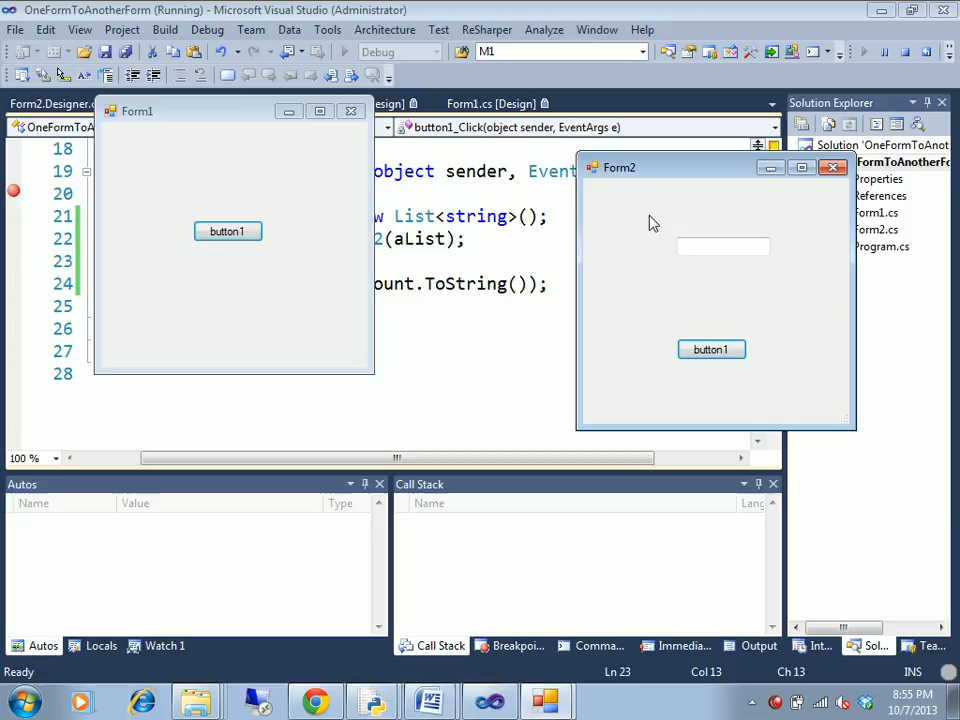 OneFormToAnotherForm (Running) - Microsoft Visual Studio (Administrator)
File Edit View Project Build Debug Team Data Tools Architecture Test ReSharper Analyze Window Help
Debug M1
Form2.Designer.c esign] Form1.cs [Design] Solution Explorer
Form1
OneFormToA button1_Click(object sender, EventArgs e)
Solution 'OneFormToAnot
FormToAnotherFo
Properties
References
Form1.cs
Form2.cs
Program.cs
Form2
18
19 object sender, Event
20
21 w List<string>();
22 2(aList);
23
24 ount.ToString());
25
26
27
28
button1
button1
100 %
Autos Call Stack
Name Value Type Name Lang
Autos Locals Watch 1 Call Stack Breakpoi... Comma... Immedia... Output Int... Sol... Tea...
Ready Ln 23 Col 13 Ch 13 INS
8:55 PM
10/7/2013